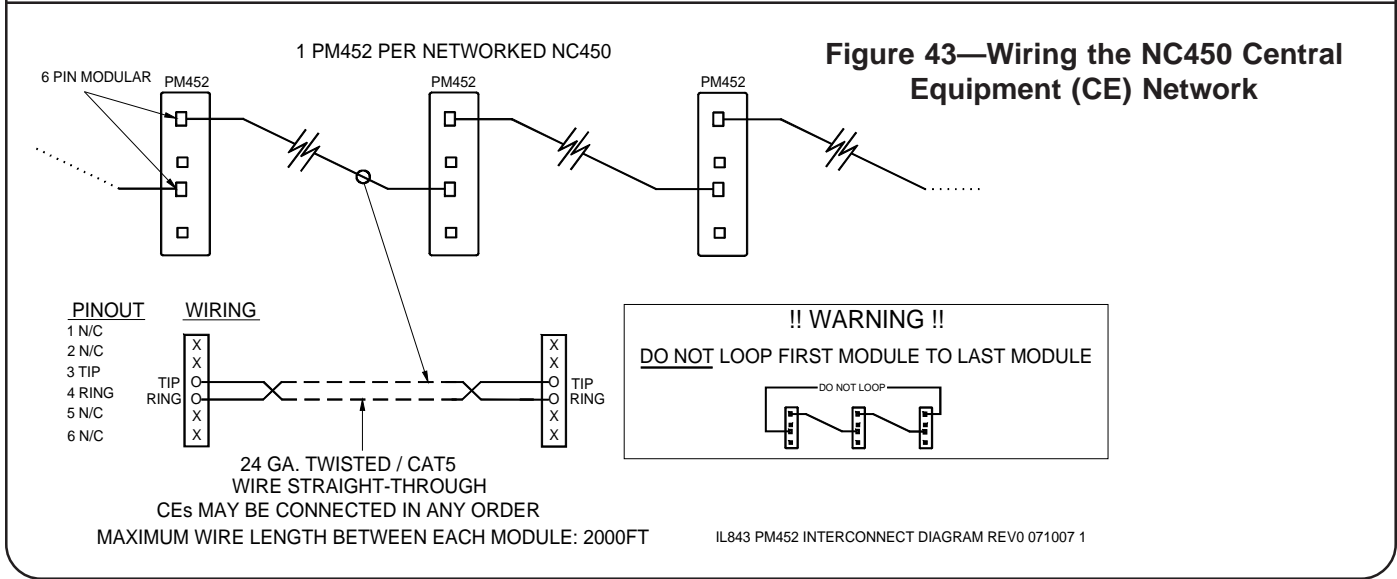 1 PM452 PER NETWORKED NC450
Figure 43—Wiring the NC450 Central
Equipment (CE) Network
6 PIN MODULAR
PM452
PM452
PM452
PINOUT
1 N/C
2 N/C
3 TIP
4 RING
5 N/C
6 N/C
WIRING
X
X
TIP O
RING O
X
X
X
X
O TIP
O RING
X
X
24 GA. TWISTED / CAT5
WIRE STRAIGHT-THROUGH
CEs MAY BE CONNECTED IN ANY ORDER
MAXIMUM WIRE LENGTH BETWEEN EACH MODULE: 2000FT
!! WARNING !!
DO NOT LOOP FIRST MODULE TO LAST MODULE
DO NOT LOOP
IL843 PM452 INTERCONNECT DIAGRAM REV0 071007 1